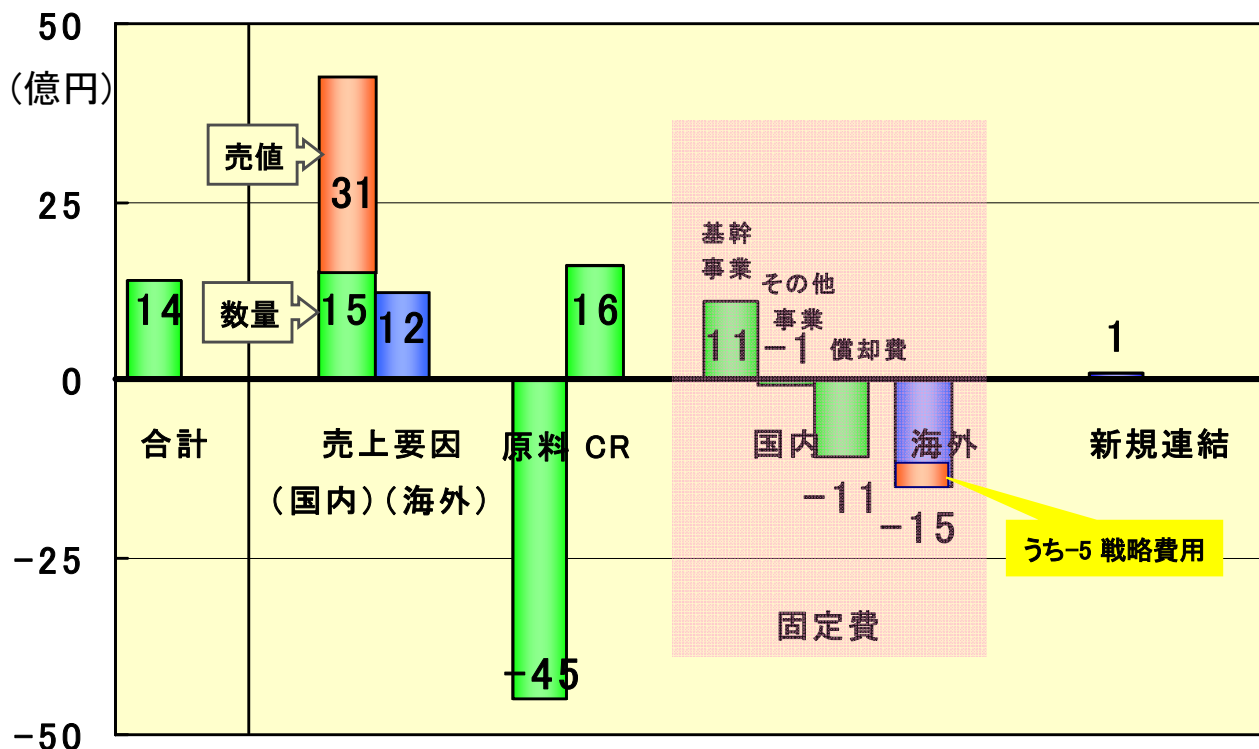 50
(億円)
売値
31
25
基幹
事業
その他
事業
14
数量
15
12
16
11
-1
償却費
1
0
合計
売上要因
原料
CR
国内
海外
新規連結
(国内)(海外)
-11
-15
うち-5 戦略費用
-25
固定費
-45
-50